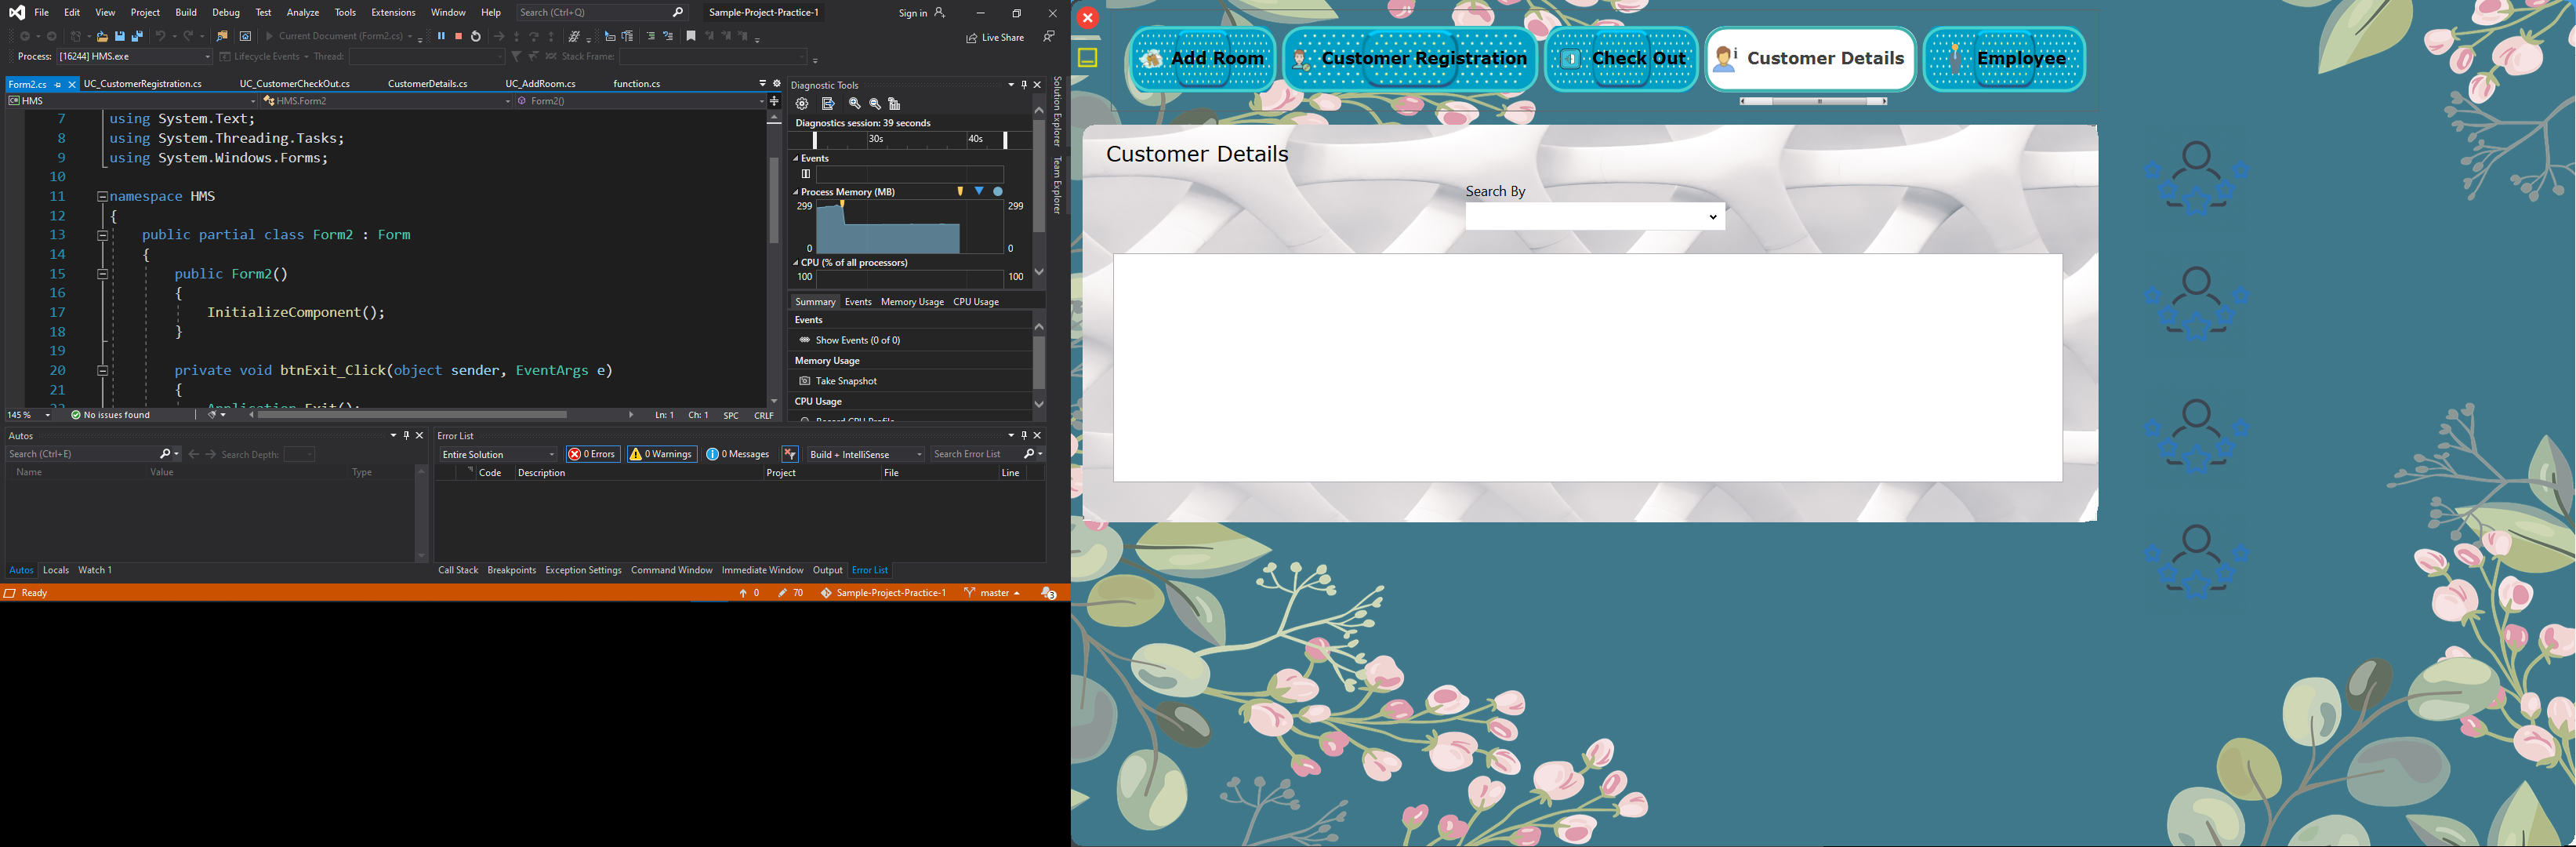 File Edit View Project Build Debug Test Analyze Tools Extensions Window Help Search (Ctrl+Q) Sample-Project-Practice-1 Sign in
Current Document (Form2.cs) Live Share
Process: [16244] HMS.exe Lifecycle Events Thread: Stack Frame:
Form2.cs UC_CustomerRegistration.cs UC_CustomerCheckOut.cs CustomerDetails.cs UC_AddRoom.cs function.cs
HMS HMS.Form2 Form2()
7 using System.Text;
8 using System.Threading.Tasks;
9 using System.Windows.Forms;
10
11 namespace HMS
12 {
13 public partial class Form2 : Form
14 {
15 public Form2()
16 {
17 InitializeComponent();
18 }
19
20 private void btnExit_Click(object sender, EventArgs e)
21 {
22 Application.Exit();
145 % No issues found Ln: 1 Ch: 1 SPC CRLF
Diagnostic Tools
Diagnostics session: 39 seconds
30s 40s
Events
Process Memory (MB)
299 299
0 0
CPU (% of all processors)
100 100
Summary Events Memory Usage CPU Usage
Events
Show Events (0 of 0)
Memory Usage
Take Snapshot
CPU Usage
Record CPU Profile
Solution Explorer
Team Explorer
Autos
Search (Ctrl+E) Search Depth:
Name Value Type
Autos Locals Watch 1
Error List
Entire Solution 0 Errors 0 Warnings 0 Messages Build + IntelliSense Search Error List
Code Description Project File Line
Call Stack Breakpoints Exception Settings Command Window Immediate Window Output Error List
Ready 0 70 Sample-Project-Practice-1 master 3
Add Room Customer Registration Check Out Customer Details Employee
Customer Details
Search By